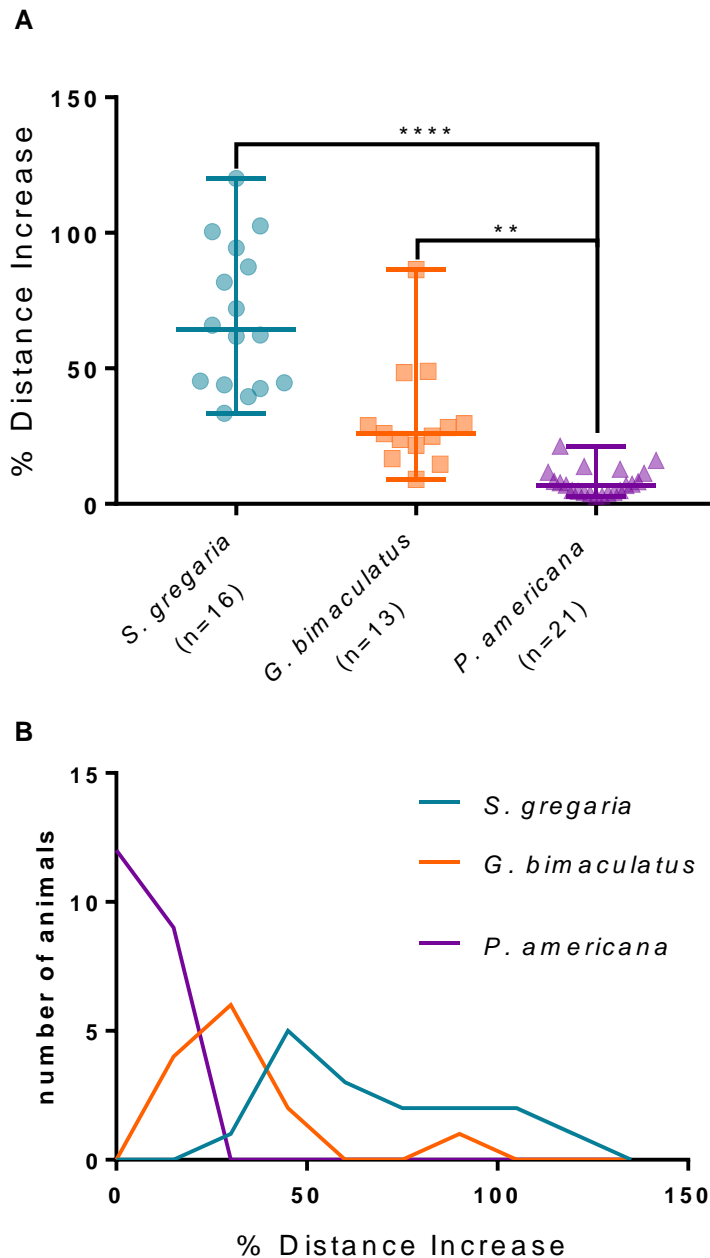 A
% Distance Increase
150
100
50
0
****
**
S. gregaria
(n=16)
G. bimaculatus
(n=13)
P. americana
(n=21)
B
number of animals
15
10
5
0
S. gregaria
G. bimaculatus
P. americana
0 50 100 150
% Distance Increase